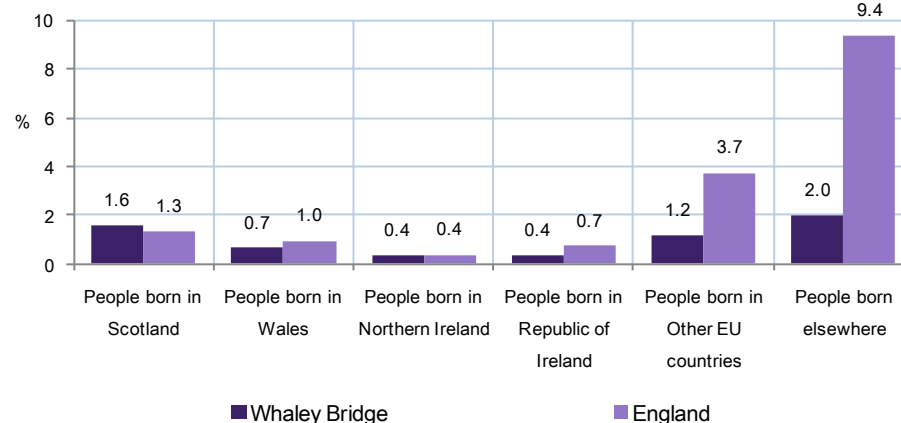 10
8
6
4
2
0
%
1.6
1.3
0.7
1.0
0.4
0.4
0.4
0.7
1.2
3.7
2.0
9.4
People born in
Scotland
People born in
Wales
People born in
Northern Ireland
People born in
Republic of
Ireland
People born in
Other EU
countries
People born
elsewhere
Whaley Bridge
England